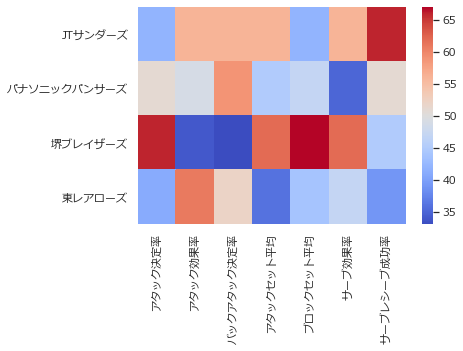 JTサンダーズ
パナソニックパンサーズ
堺ブレイザーズ
東レアローズ
アタック決定率
アタック効果率
バックアタック決定率
アタックセット平均
ブロックセット平均
サーブ効果率
サーブレシーブ成功率
65
60
55
50
45
40
35